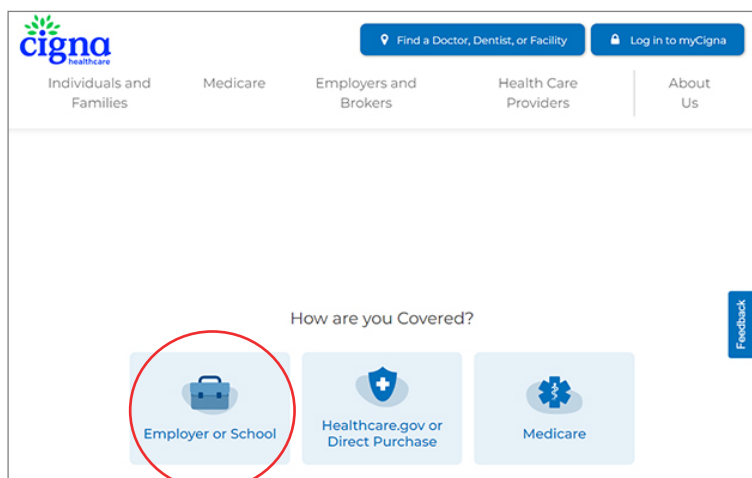 cigna
healthcare
Find a Doctor, Dentist, or Facility
Log in to myCigna
Individuals and
Families
Medicare
Employers and
Brokers
Health Care
Providers
About
Us
How are you Covered?
Feedback
Employer or School
Healthcare.gov or
Direct Purchase
Medicare